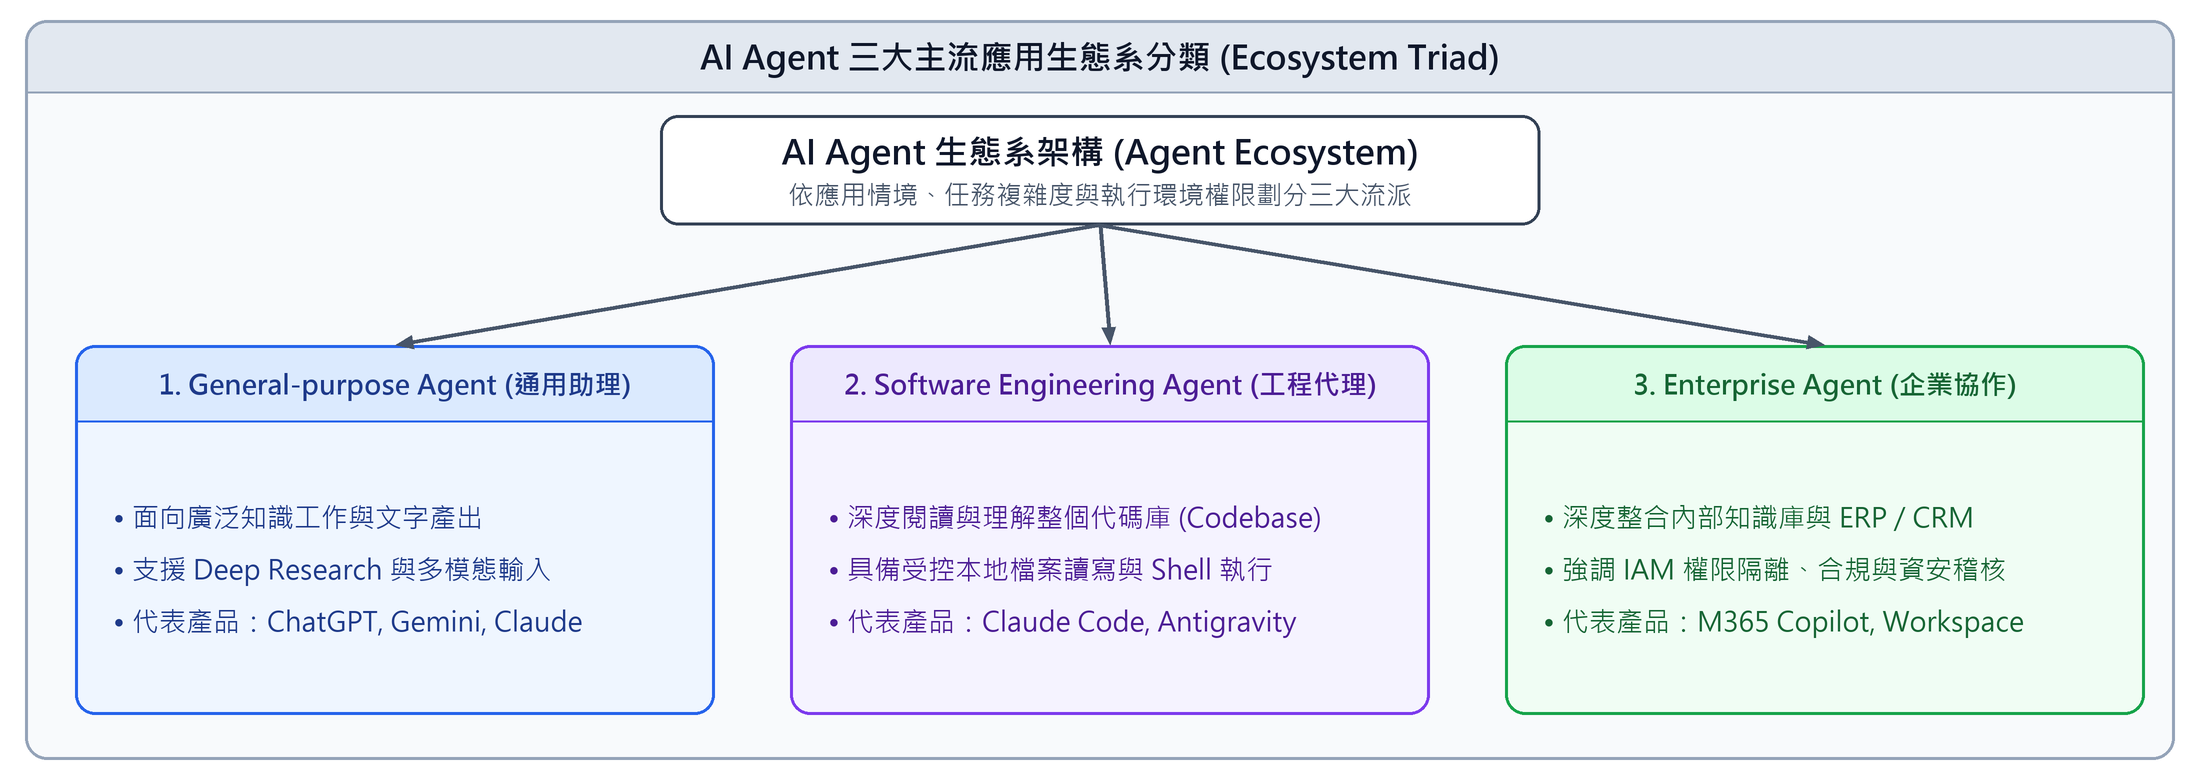 AI Agent 三大主流應用生態系分類 (Ecosystem Triad)
AI Agent 生態系架構 (Agent Ecosystem)
依應用情境、任務複雜度與執行環境權限劃分三大流派
1. General-purpose Agent (通用助理)
• 面向廣泛知識工作與文字產出
• 支援 Deep Research 與多模態輸入
• 代表產品：ChatGPT, Gemini, Claude
2. Software Engineering Agent (工程代理)
• 深度閱讀與理解整個代碼庫 (Codebase)
• 具備受控本地檔案讀寫與 Shell 執行
• 代表產品：Claude Code, Antigravity
3. Enterprise Agent (企業協作)
• 深度整合內部知識庫與 ERP / CRM
• 強調 IAM 權限隔離、合規與資安稽核
• 代表產品：M365 Copilot, Workspace